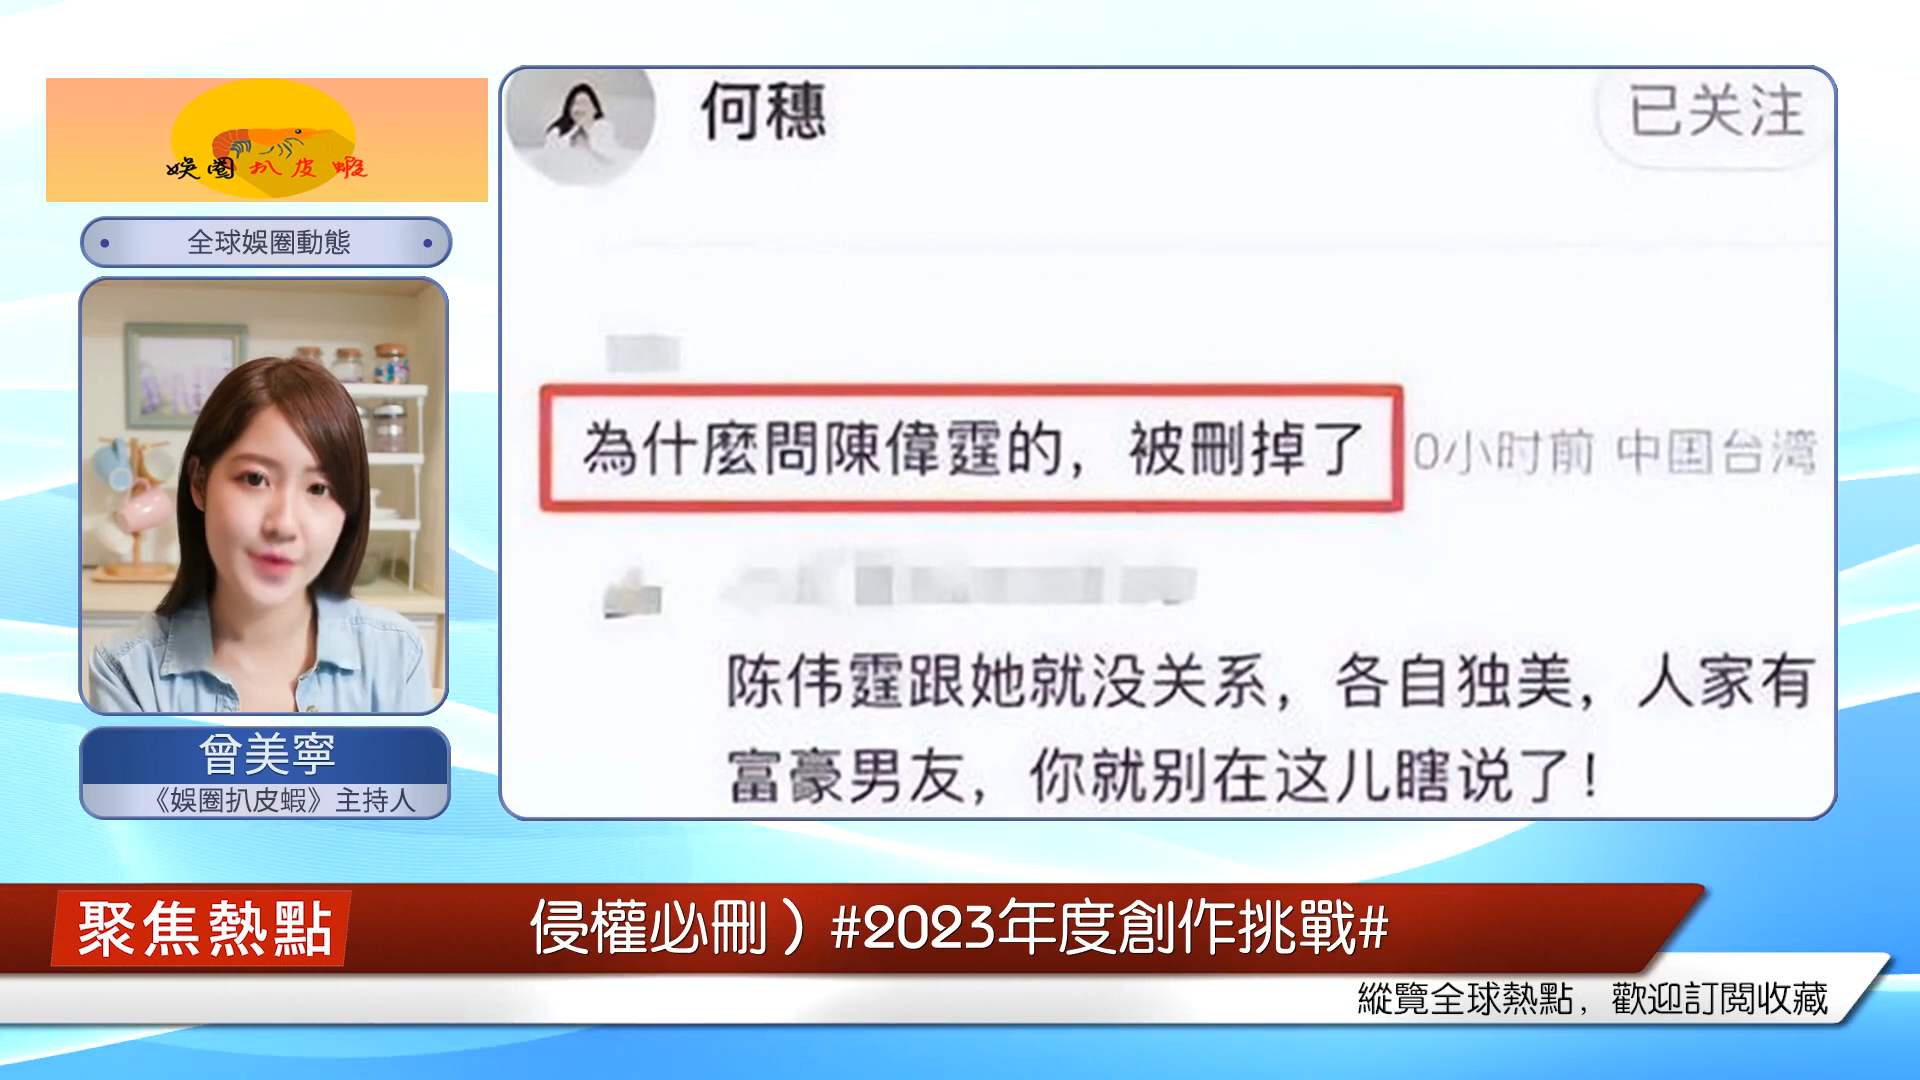 娛圈扒皮蝦
全球娛圈動態
曾美寧
《娛圈扒皮蝦》主持人
何穗
已关注
為什麼問陳偉霆的，被刪掉了
0小时前 中国台湾
陈伟霆跟她就没关系，各自独美，人家有
富豪男友，你就别在这儿瞎说了！
聚焦熱點
侵權必刪）#2023年度創作挑戰#
縱覽全球熱點，歡迎訂閱收藏